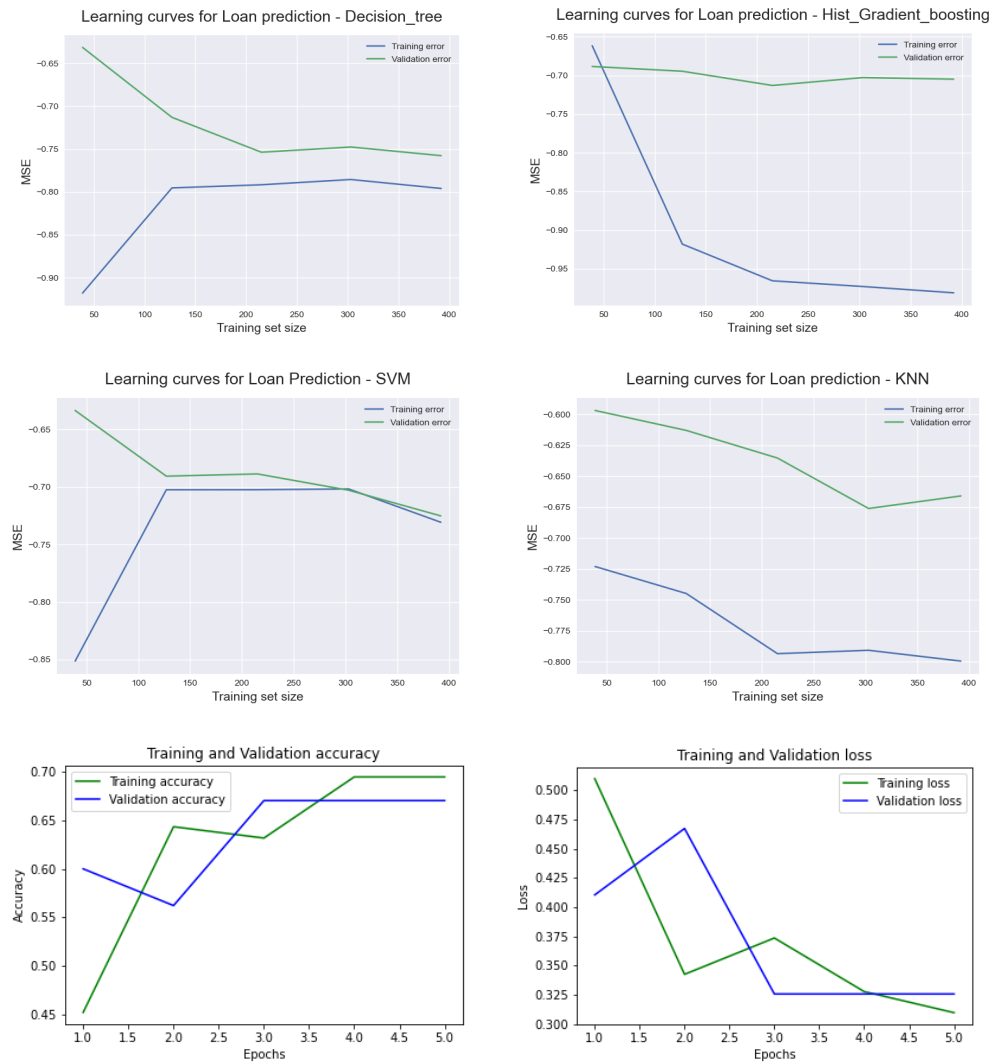 Learning curves for Loan prediction - Decision_tree
Training error
Validation error
−0.65
−0.70
−0.75
−0.80
−0.85
−0.90
MSE
50 100 150 200 250 300 350 400
Training set size
Learning curves for Loan prediction - Hist_Gradient_boosting
Training error
Validation error
−0.65
−0.70
−0.75
−0.80
−0.85
−0.90
−0.95
MSE
50 100 150 200 250 300 350 400
Training set size
Learning curves for Loan Prediction - SVM
Training error
Validation error
−0.65
−0.70
−0.75
−0.80
−0.85
MSE
50 100 150 200 250 300 350 400
Training set size
Learning curves for Loan prediction - KNN
Training error
Validation error
−0.600
−0.625
−0.650
−0.675
−0.700
−0.725
−0.750
−0.775
−0.800
MSE
50 100 150 200 250 300 350 400
Training set size
Training and Validation accuracy
Training accuracy
Validation accuracy
0.70
0.65
0.60
0.55
0.50
0.45
Accuracy
1.0 1.5 2.0 2.5 3.0 3.5 4.0 4.5 5.0
Epochs
Training and Validation loss
Training loss
Validation loss
0.500
0.475
0.450
0.425
0.400
0.375
0.350
0.325
0.300
Loss
1.0 1.5 2.0 2.5 3.0 3.5 4.0 4.5 5.0
Epochs